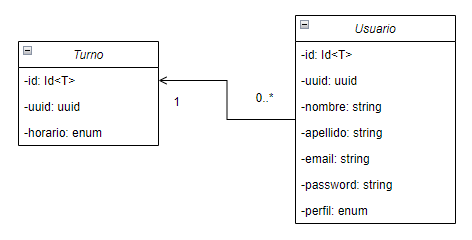 Turno
-id: Id<T>
-uuid: uuid
-horario: enum
1
0..*
Usuario
-id: Id<T>
-uuid: uuid
-nombre: string
-apellido: string
-email: string
-password: string
-perfil: enum